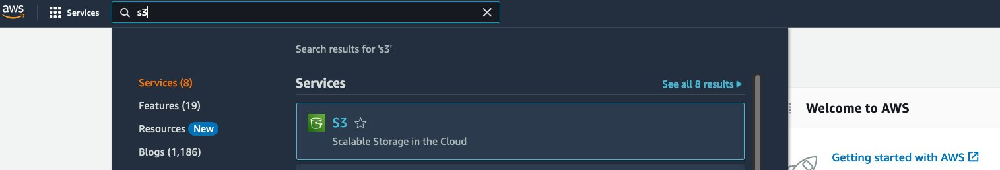 aws
Services
s3
Search results for 's3'
Services (8)
Features (19)
Resources New
Blogs (1,186)
Services
See all 8 results
S3
Scalable Storage in the Cloud
Welcome to AWS
Getting started with AWS